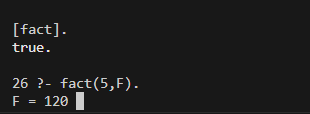 [fact].
true.
26 ?- fact(5,F).
F = 120